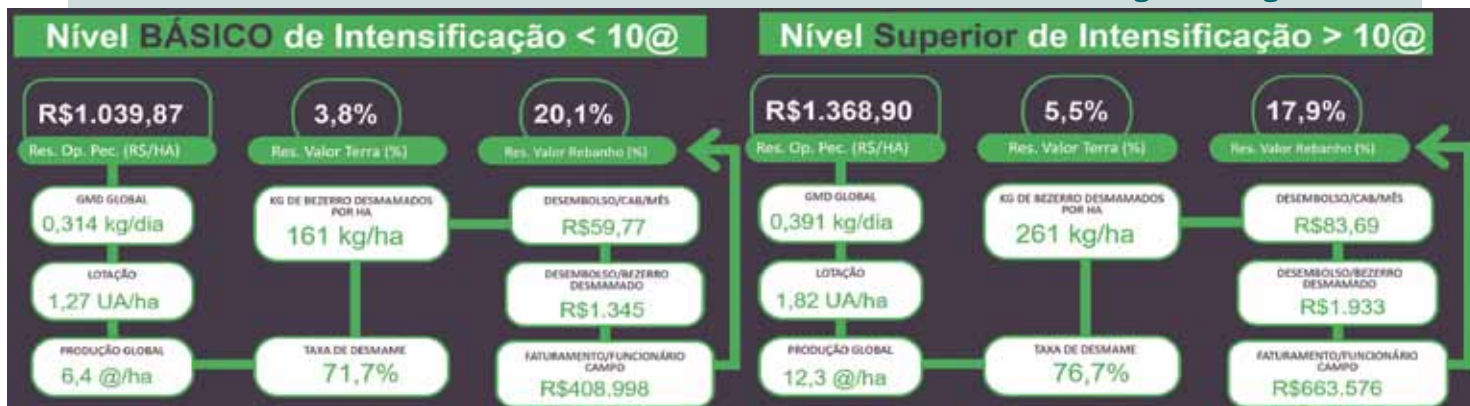 Nível BÁSICO de Intensificação < 10@
R$1.039,87
Res. Op. Pec. (R$/HA)
3,8%
Res. Valor Terra (%)
20,1%
Res. Valor Rebanho (%)
GMD GLOBAL
0,314 kg/dia
KG DE BEZERRO DESMAMADOS
POR HA
161 kg/ha
DESEMBOLSO/CAB/MÊS
R$59,77
LOTAÇÃO
1,27 UA/ha
DESEMBOLSO/BEZERRO
DESMAMADO
R$1.345
PRODUÇÃO GLOBAL
6,4 @/ha
TAXA DE DESMAME
71,7%
FATURAMENTO/FUNCIONÁRIO
CAMPO
R$408.998
Nível Superior de Intensificação > 10@
R$1.368,90
Res. Op. Pec. (R$/HA)
5,5%
Res. Valor Terra (%)
17,9%
Res. Valor Rebanho (%)
GMD GLOBAL
0,391 kg/dia
KG DE BEZERRO DESMAMADOS
POR HA
261 kg/ha
DESEMBOLSO/CAB/MÊS
R$83,69
LOTAÇÃO
1,82 UA/ha
DESEMBOLSO/BEZERRO
DESMAMADO
R$1.933
PRODUÇÃO GLOBAL
12,3 @/ha
TAXA DE DESMAME
76,7%
FATURAMENTO/FUNCIONÁRIO
CAMPO
R$663.576